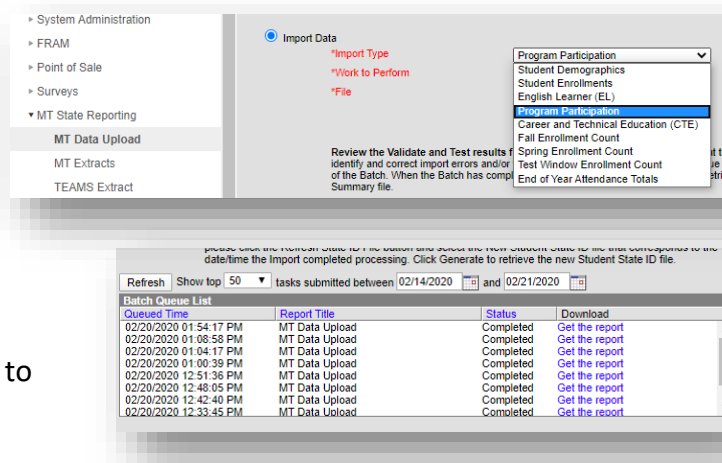 System Administration
FRAM
Point of Sale
Surveys
MT State Reporting
MT Data Upload
MT Extracts
TEAMS Extract
Import Data
*Import Type
*Work to Perform
*File
Program Participation
Student Demographics
Student Enrollments
English Learner (EL)
Program Participation
Career and Technical Education (CTE)
Fall Enrollment Count
Spring Enrollment Count
Test Window Enrollment Count
End of Year Attendance Totals
Review the Validate and Test results
identify and correct import errors and/or
of the Batch. When the Batch has
Summary file.
please click the Refresh State ID File button and select the New Student State ID file that corresponds to the
date/time the Import completed processing. Click Generate to retrieve the new Student State ID file.
Refresh Show top 50 tasks submitted between 02/14/2020 and 02/21/2020
Batch Queue List
Queued Time Report Title Status Download
02/20/2020 01:54:17 PM MT Data Upload Completed Get the report
02/20/2020 01:08:58 PM MT Data Upload Completed Get the report
02/20/2020 01:04:17 PM MT Data Upload Completed Get the report
02/20/2020 01:00:39 PM MT Data Upload Completed Get the report
02/20/2020 12:51:36 PM MT Data Upload Completed Get the report
02/20/2020 12:48:05 PM MT Data Upload Completed Get the report
02/20/2020 12:42:40 PM MT Data Upload Completed Get the report
02/20/2020 12:33:45 PM MT Data Upload Completed Get the report
to